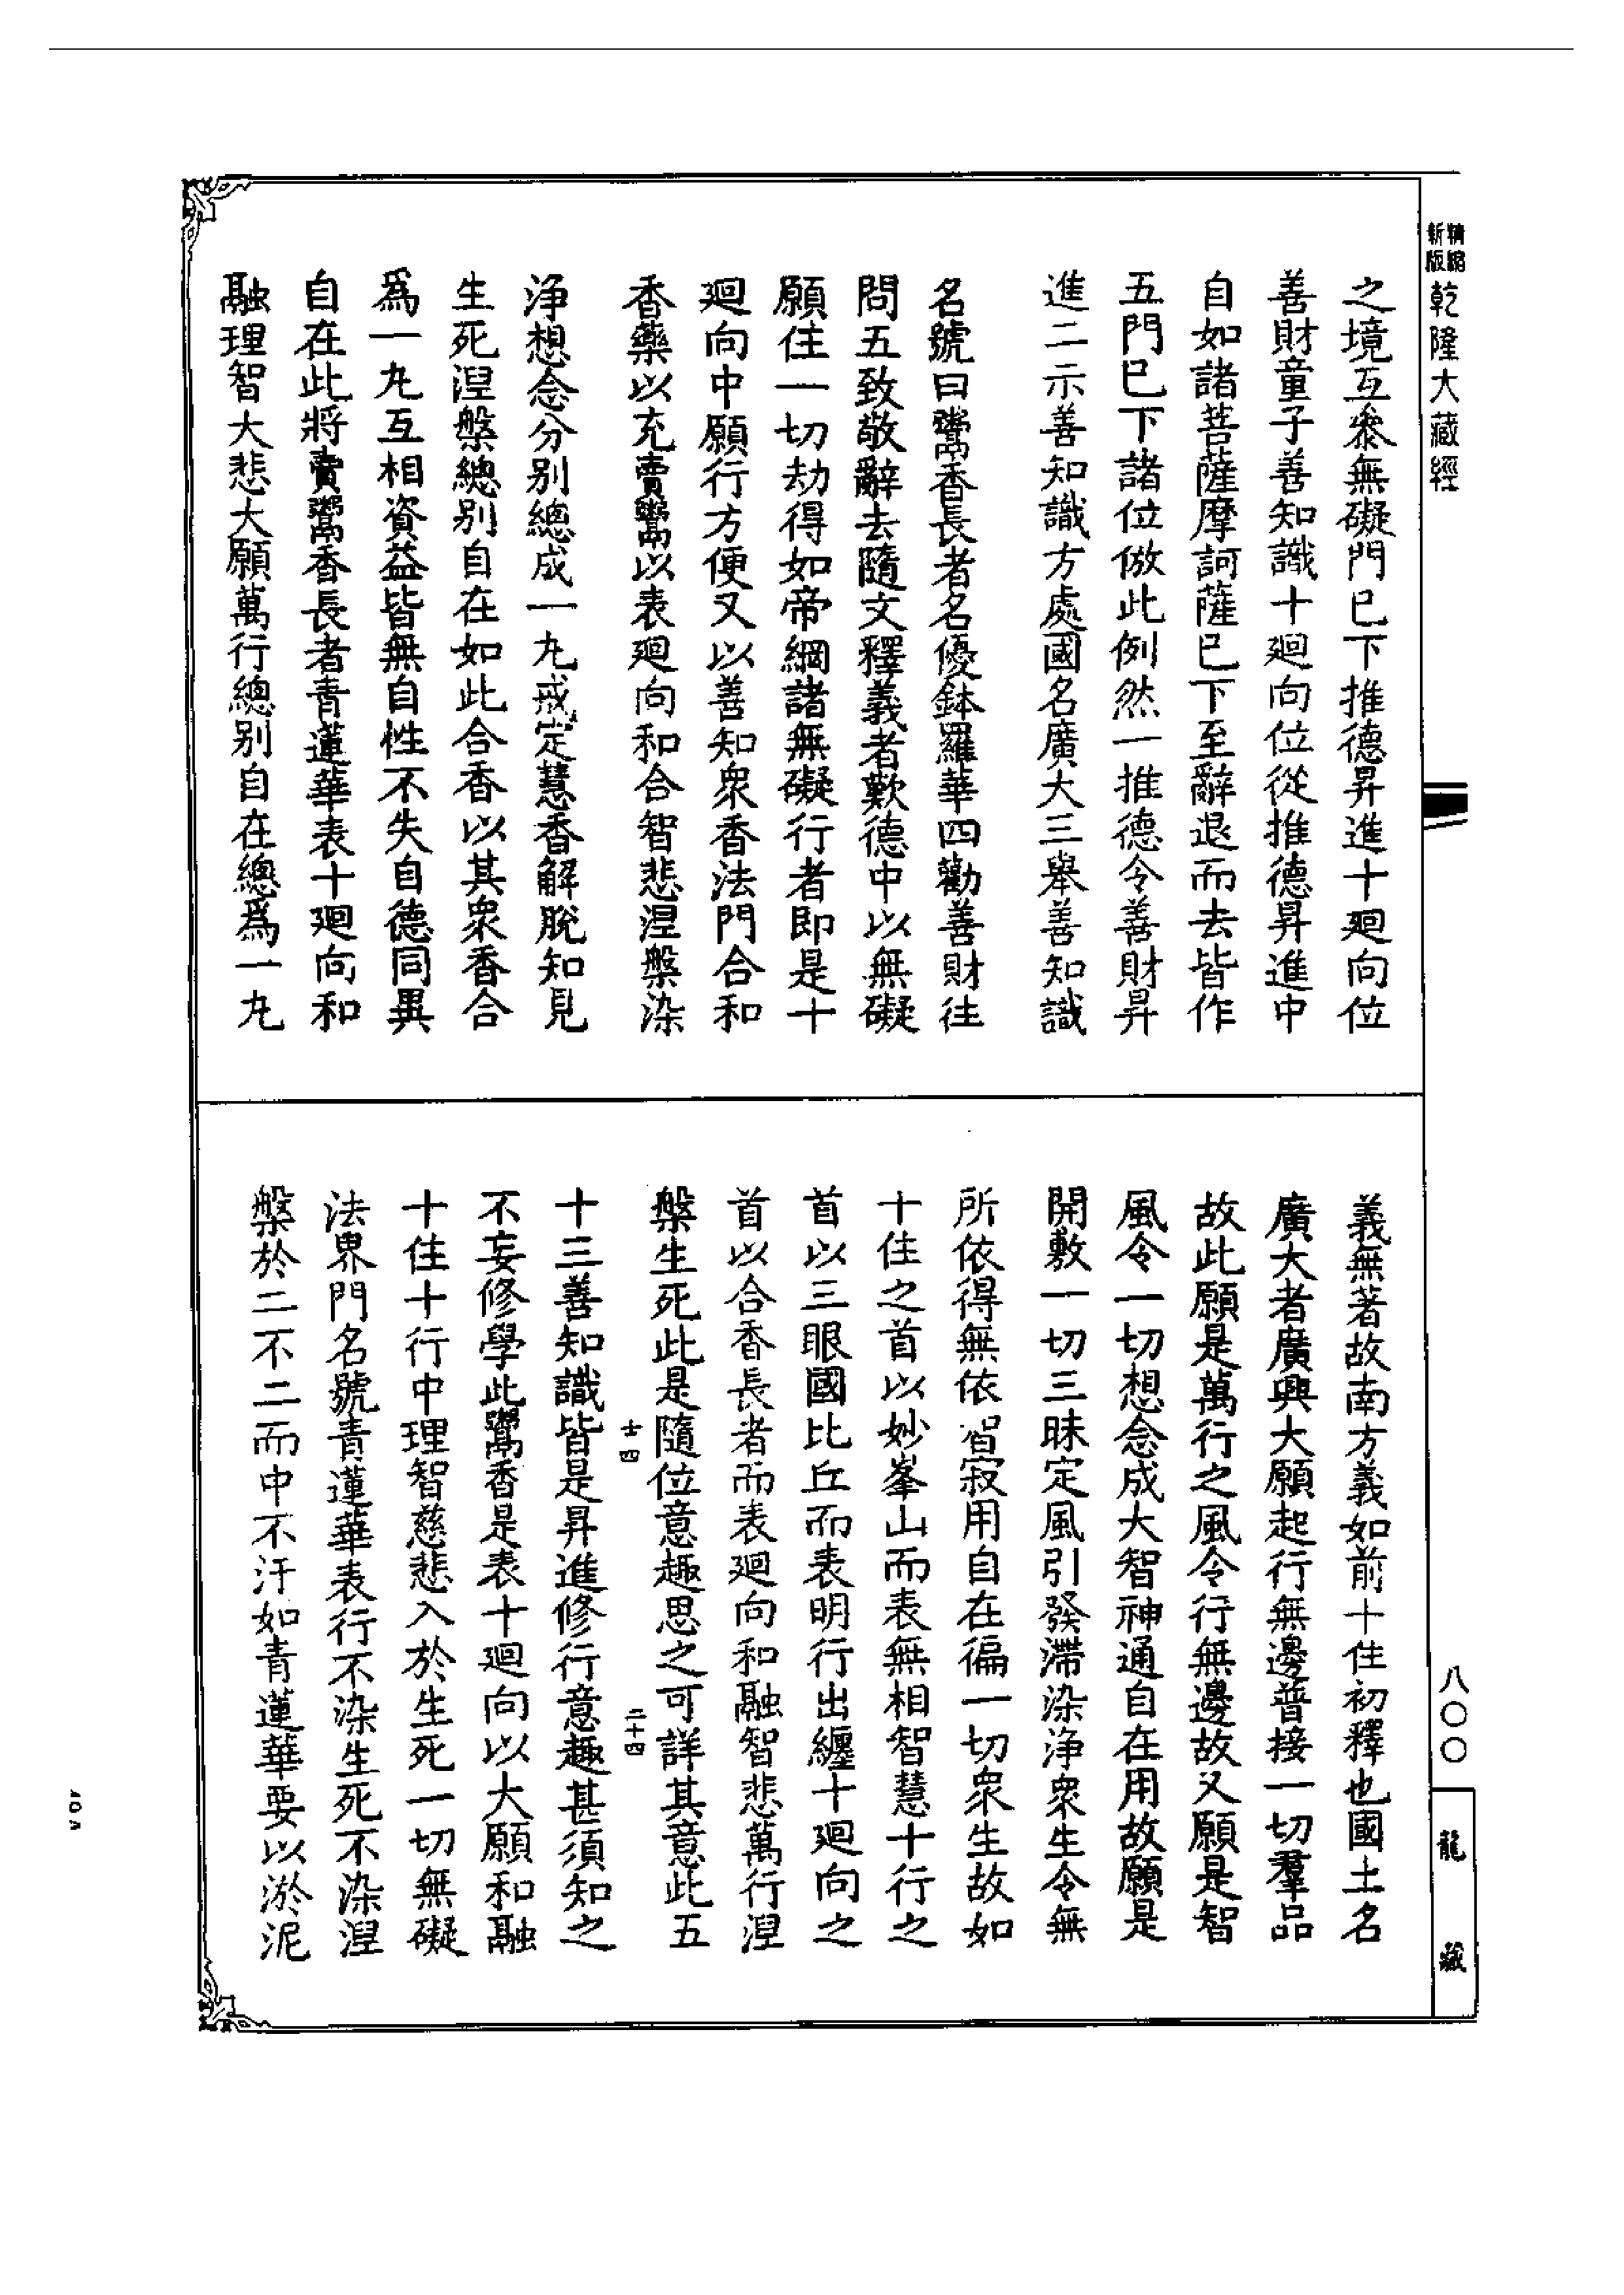 精縮新版乾隆大藏經
之境互參無礙門已下推德昇進十廻向位
善財童子善知識十廻向位從推德昇進中
自如諸菩薩摩訶薩已下至辭退而去皆作
五門已下諸位倣此例然一推德令善財昇
進二示善知識方處國名廣大三舉善知識
名號曰鬻香長者名優鉢羅華四勸善財往
問五致敬辭去隨文釋義者歎德中以無礙
願住一切劫得如帝網諸無礙行者即是十
廻向中願行方便又以善知衆香法門合和
香藥以充賣鬻以表廻向和合智悲涅槃染
淨想念分別總成一丸戒定慧香解脫知見
生死涅槃總別自在如此合香以其衆香合
爲一丸互相資益皆無自性不失自德同異
自在此將賣鬻香長者青蓮華表十廻向和
融理智大悲大願萬行總別自在總爲一丸
義無著故南方義如前十住初釋也國土名
廣大者廣興大願起行無邊普接一切羣品
故此願是萬行之風令行無邊故又願是智
風令一切想念成大智神通自在用故願是
開敷一切三昧定風引發滯染淨衆生令無
所依得無依智寂用自在徧一切衆生故如
十住之首以妙峯山而表無相智慧十行之
首以三眼國比丘而表明行出纏十廻向之
首以合香長者而表廻向和融智悲萬行涅
槃生死此是隨位意趣思之可詳其意此五
士四 二十四
十三善知識皆是昇進修行意趣甚須知之
不妄修學此鬻香是表十廻向以大願和融
十住十行中理智慈悲入於生死一切無礙
法界門名號青蓮華表行不染生死不染涅
槃於二不二而中不汙如青蓮華要以淤泥
八〇〇
龍藏